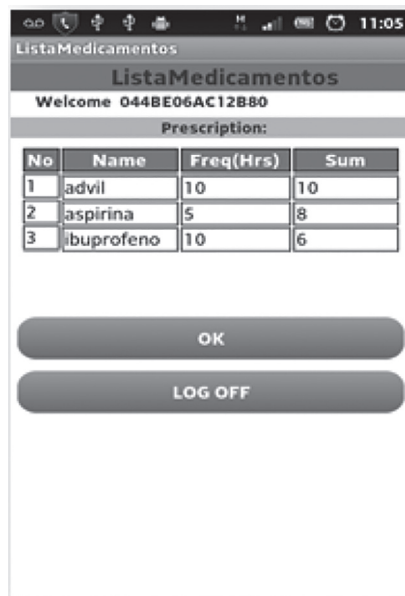 11:05
ListaMedicamentos
ListaMedicamentos
Welcome 044BE06AC12B80
Prescription:
No Name Freq(Hrs) Sum
1 advil 10 10
2 aspirina 5 8
3 ibuprofeno 10 6
OK
LOG OFF